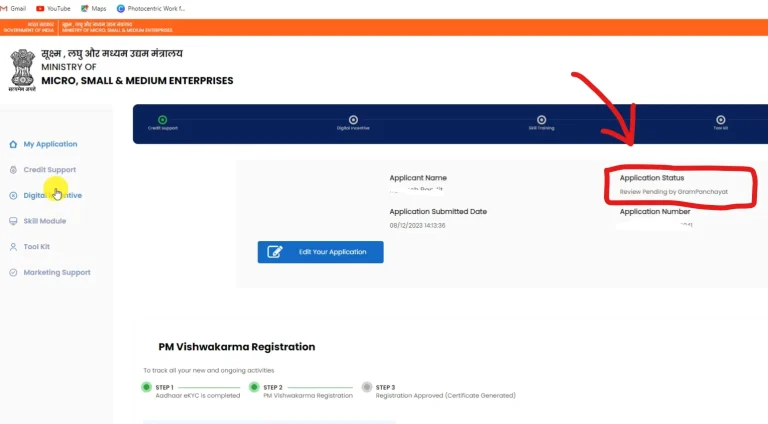 Gmail
YouTube
Maps
Photocentric Work f...
भारत सरकार
GOVERNMENT OF INDIA
सूक्ष्म, लघु और मध्यम उद्यम मंत्रालय
MINISTRY OF MICRO, SMALL & MEDIUM ENTERPRISES
सूक्ष्म , लघु और मध्यम उद्यम मंत्रालय
MINISTRY OF
MICRO, SMALL & MEDIUM ENTERPRISES
सत्यमेव जयते
Credit support
Digital Incentive
Skill Training
Tool kit
My Application
Credit Support
Skill Module
Tool Kit
Marketing Support
Applicant Name
Application Status
Review Pending by GramPanchayat
Application Submitted Date
08/12/2023 14:13:36
Application Number
Edit Your Application
PM Vishwakarma Registration
To track all your new and ongoing activities
STEP 1
Aadhaar eKYC is completed
STEP 2
PM Vishwakarma Registration
STEP 3
Registration Approved (Certificate Generated)